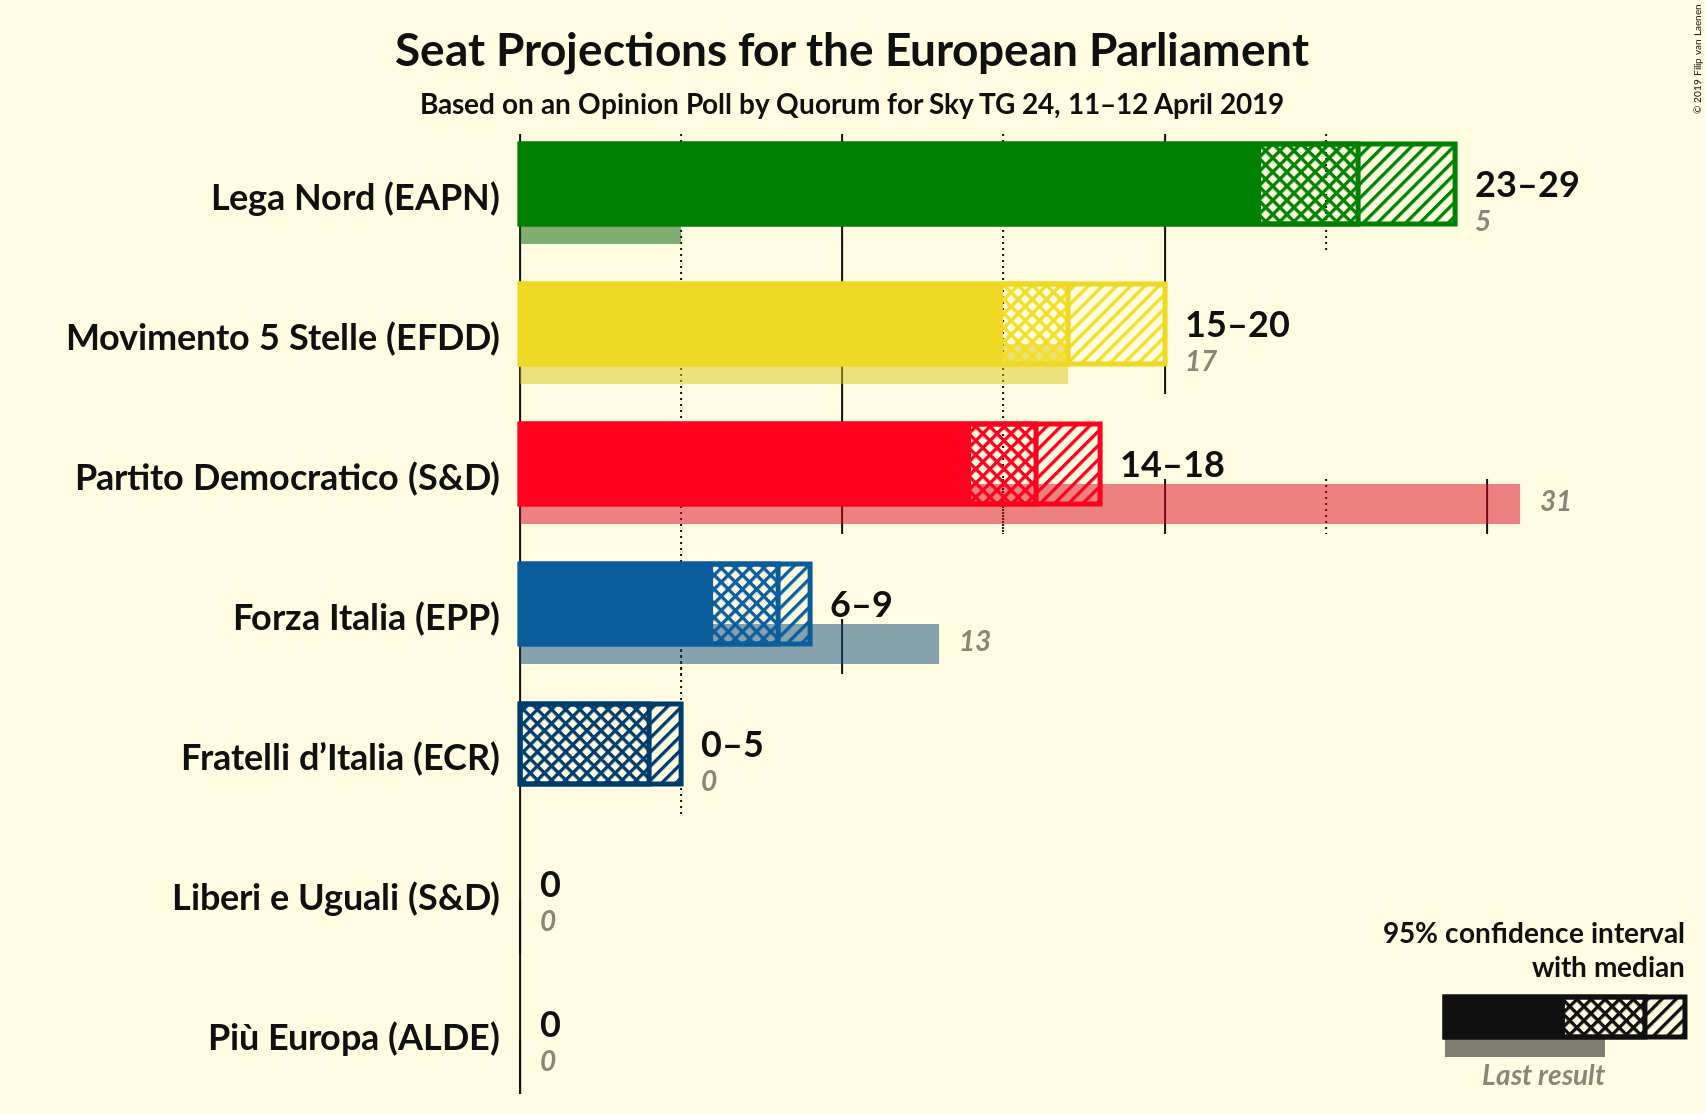 Seat Projections for the European Parliament
Based on an Opinion Poll by Quorum for Sky TG 24, 11–12 April 2019
© 2019 Filip van Laenen
Lega Nord (EAPN)
23–29
5
Movimento 5 Stelle (EFDD)
15–20
17
Partito Democratico (S&D)
14–18
31
Forza Italia (EPP)
6–9
13
Fratelli d’Italia (ECR)
0–5
0
Liberi e Uguali (S&D)
0
0
Più Europa (ALDE)
0
0
95% confidence interval
with median
Last result